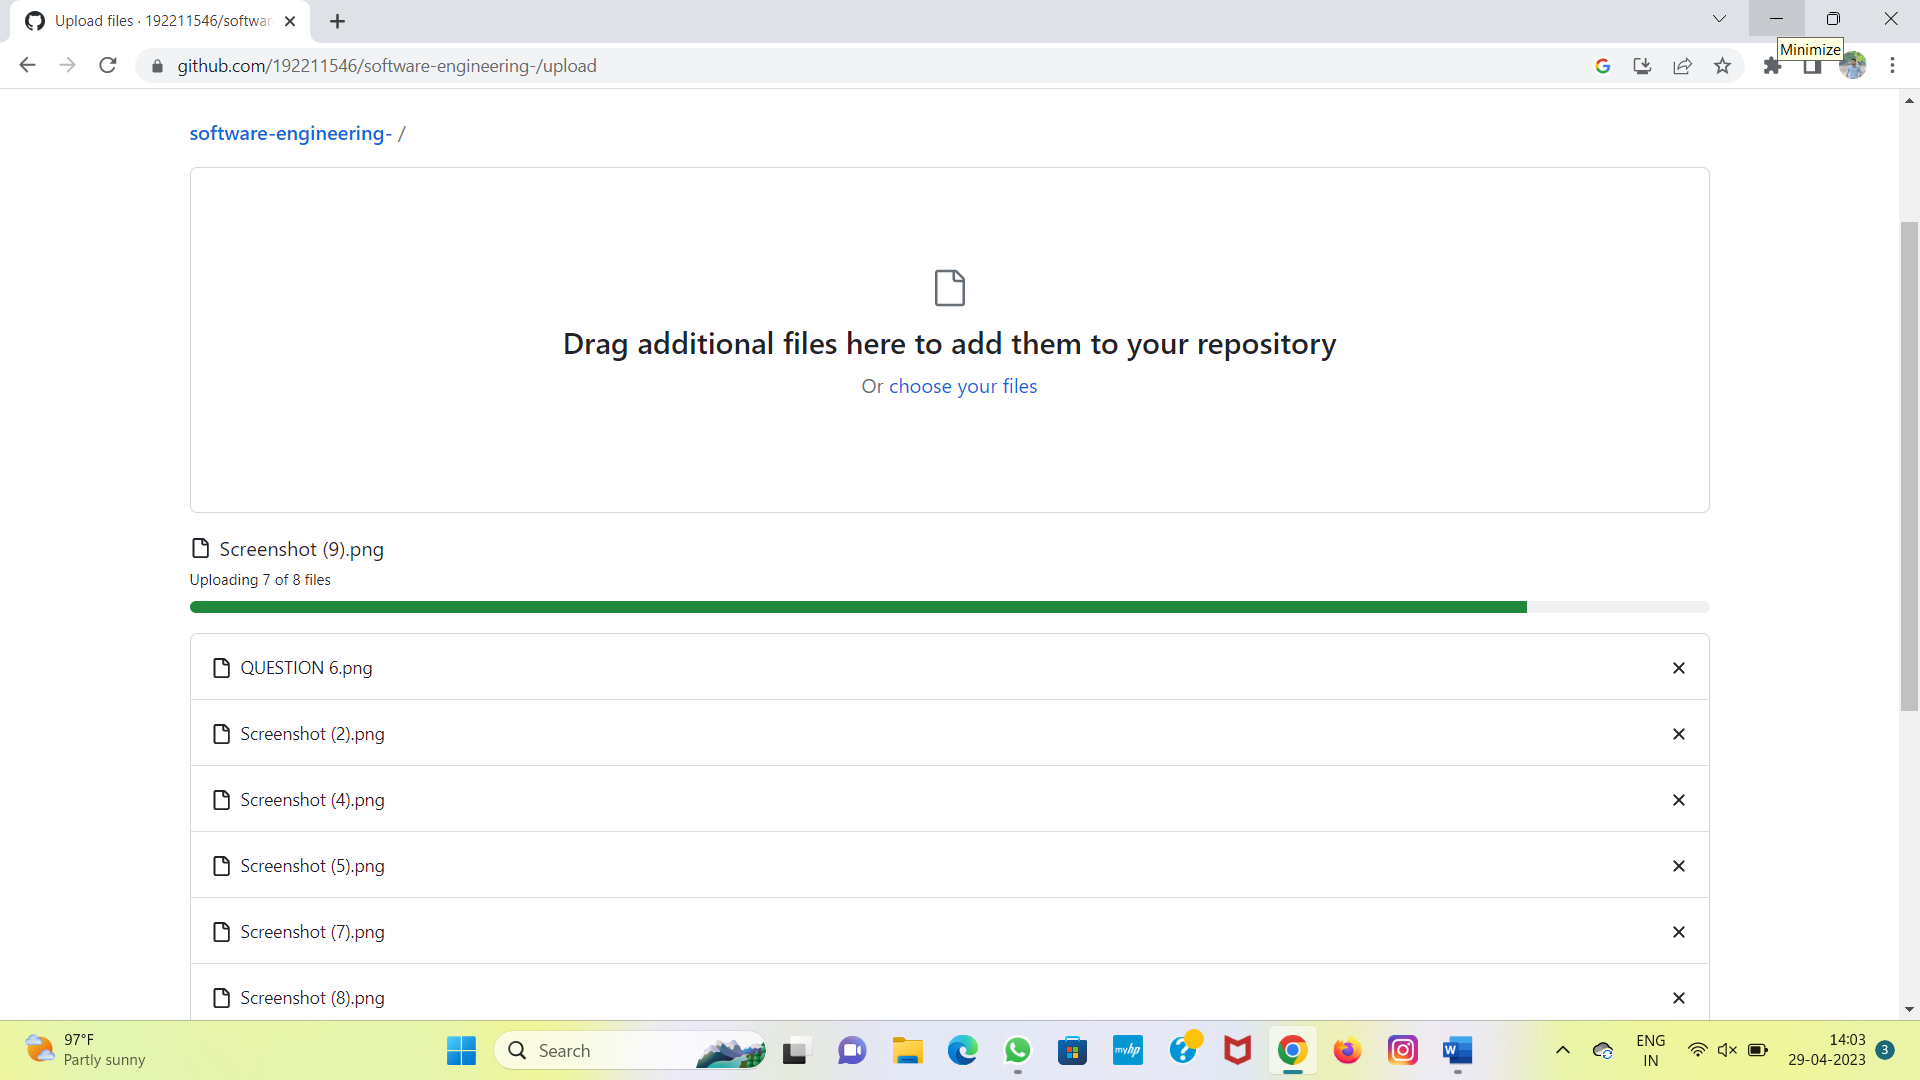 Upload files · 192211546/softwar
Minimize
github.com/192211546/software-engineering-/upload
software-engineering- /
Drag additional files here to add them to your repository
Or choose your files
Screenshot (9).png
Uploading 7 of 8 files
QUESTION 6.png
Screenshot (2).png
Screenshot (4).png
Screenshot (5).png
Screenshot (7).png
Screenshot (8).png
97°F
Partly sunny
Search
myhp
W
ENG
IN
14:03
29-04-2023
3